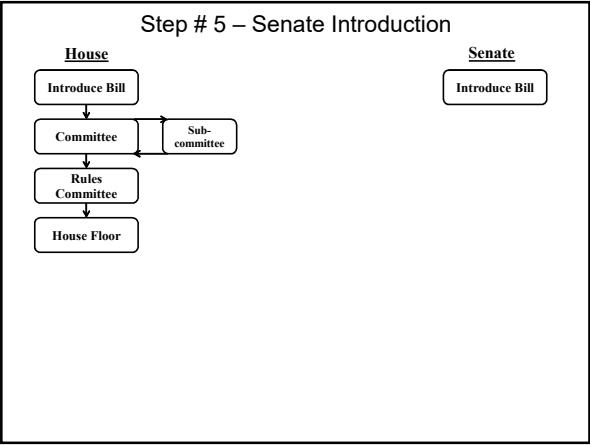 Step # 5 – Senate Introduction
House
Senate
Introduce Bill
Introduce Bill
Committee
Sub-
committee
Rules
Committee
House Floor